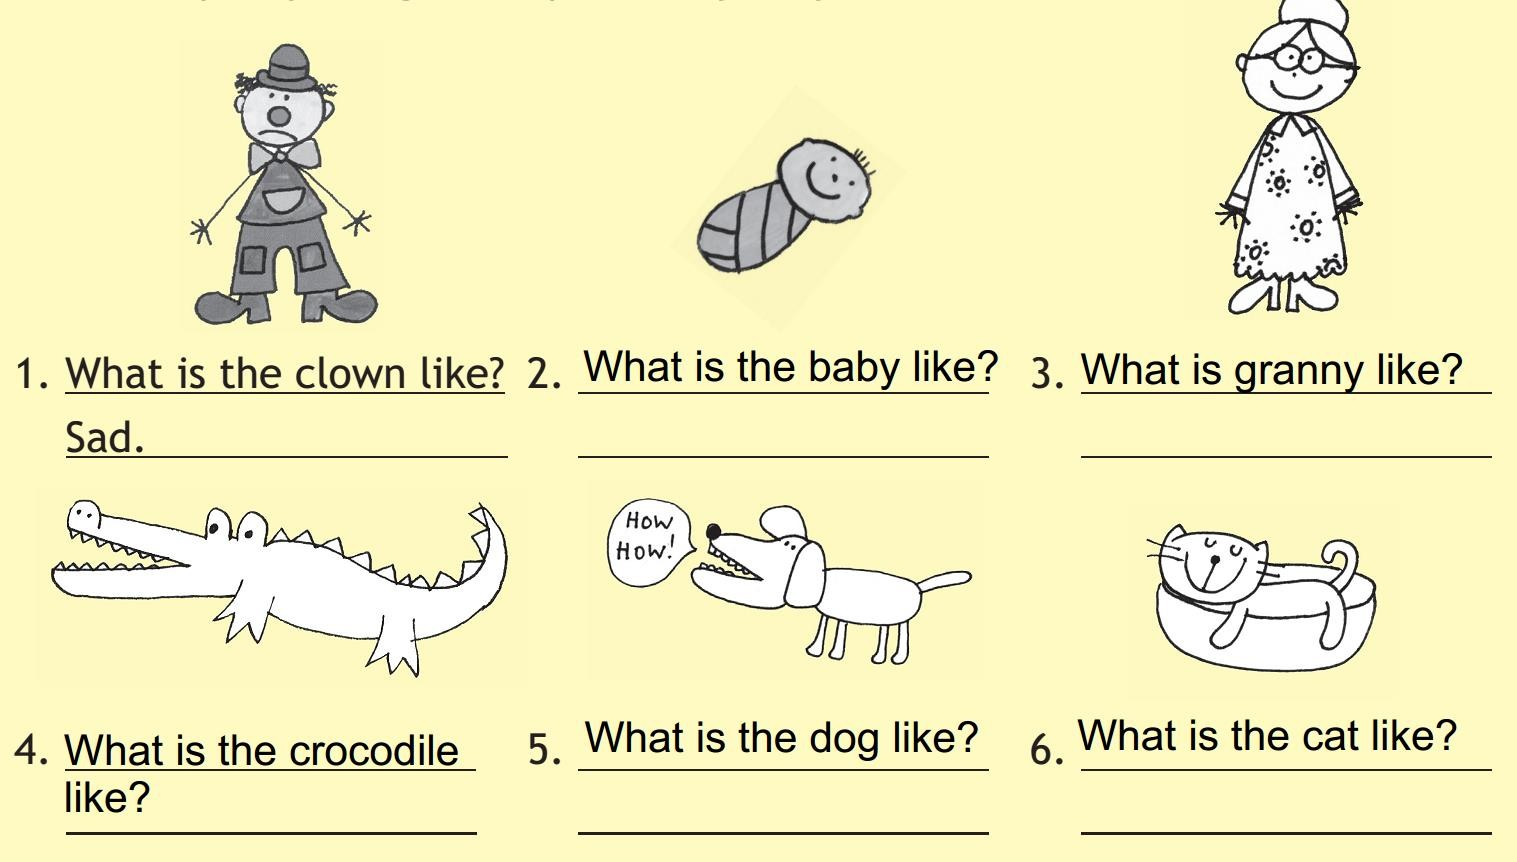 1. What is the clown like?
Sad.
2. What is the baby like?
3. What is granny like?
4. What is the crocodile
like?
How
How!
5. What is the dog like?
6. What is the cat like?